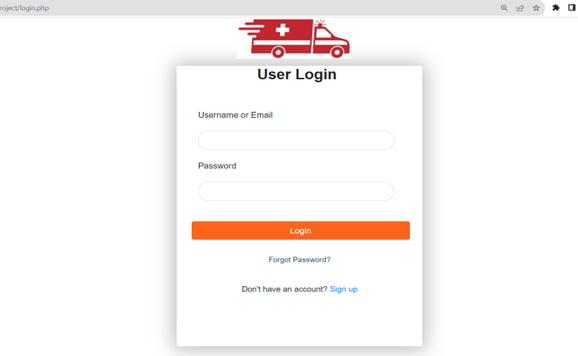 roject/login.php
User Login
Username or Email
Password
Login
Forgot Password?
Don't have an account? Sign up